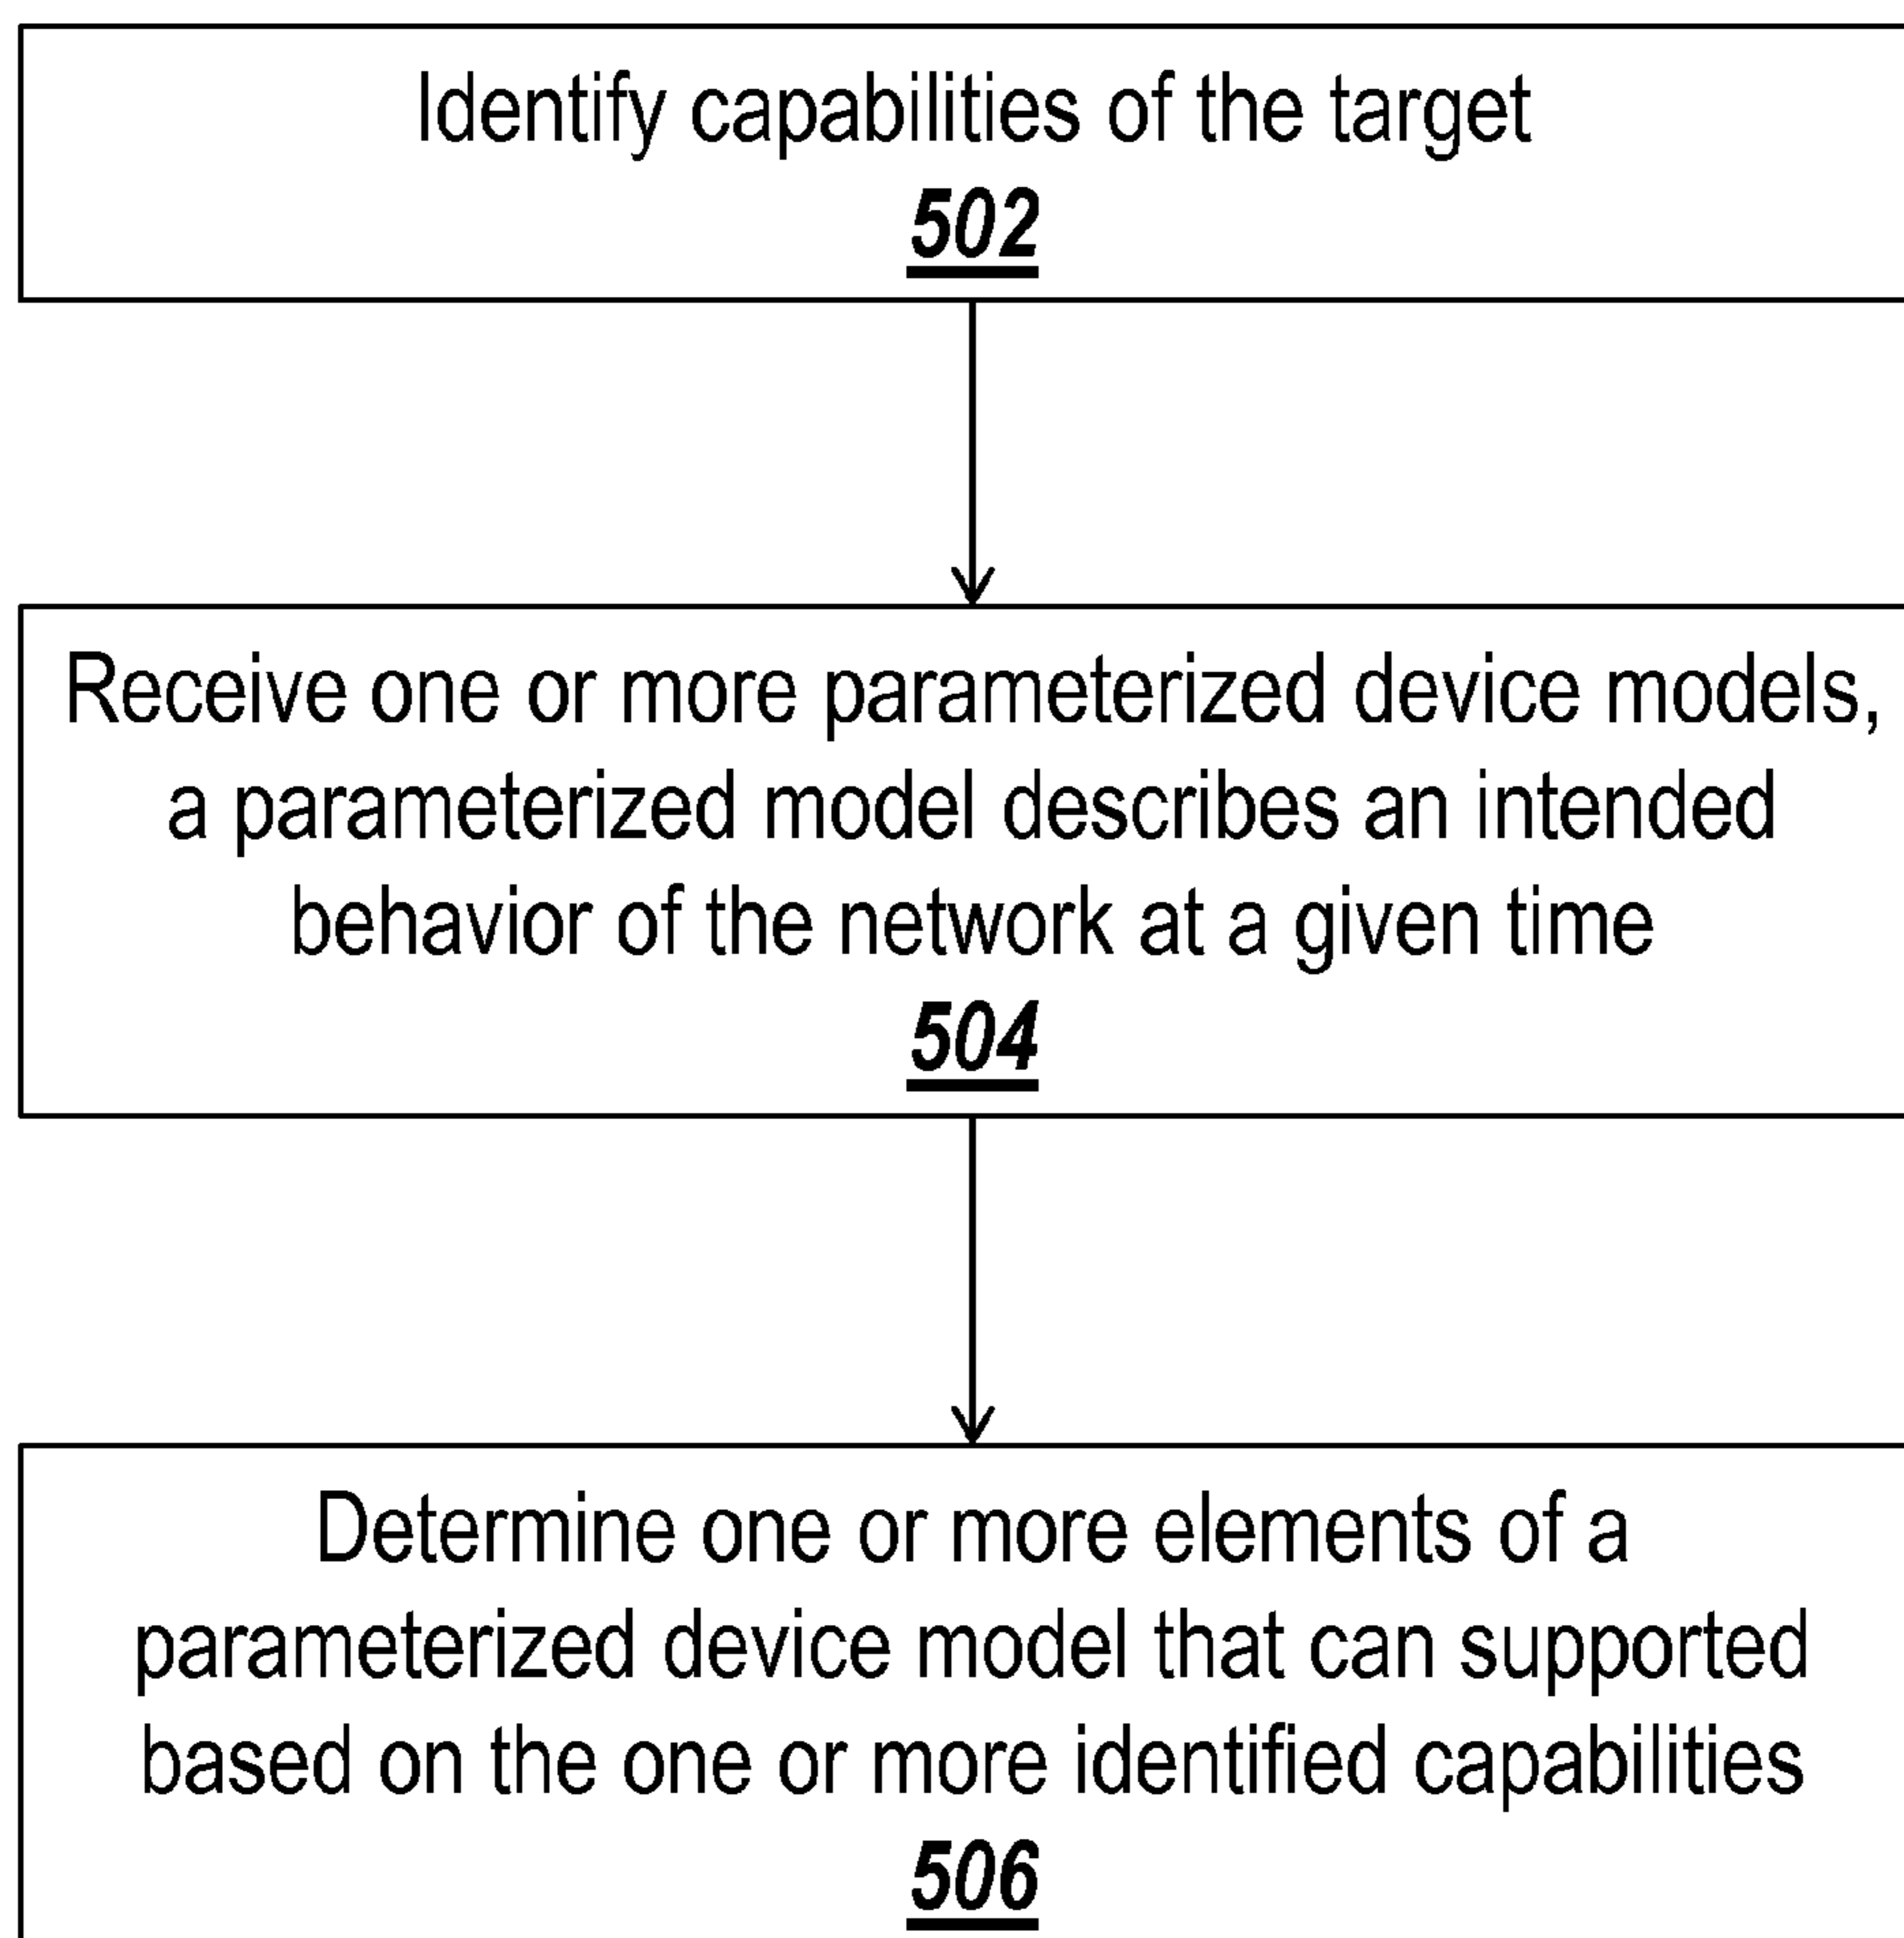 Identify capabilities of the target
502
Receive one or more parameterized device models,
a parameterized model describes an intended
behavior of the network at a given time
504
Determine one or more elements of a
parameterized device model that can supported
based on the one or more identified capabilities
506